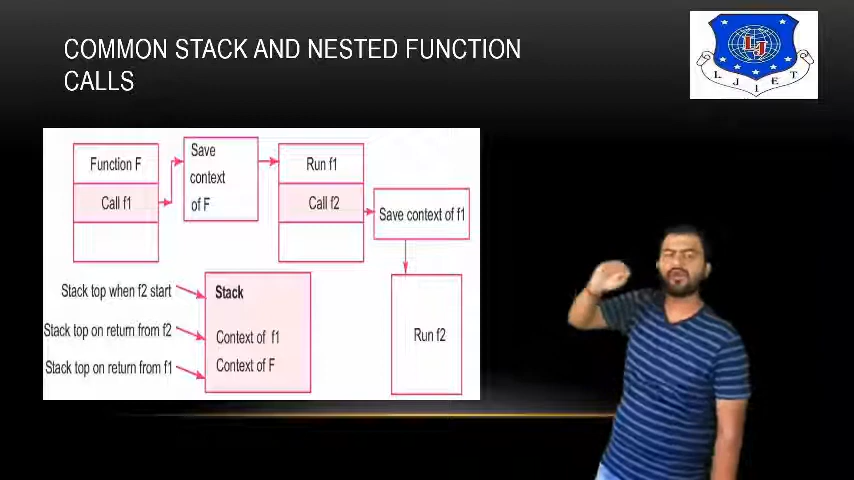 COMMON STACK AND NESTED FUNCTION
CALLS
LJ
LJIET
Function F
Call f1
Save
context
of F
Run f1
Call f2
Save context of f1
Stack top when f2 start
Stack top on return from f2
Stack top on return from f1
Stack
Context of f1
Context of F
Run f2